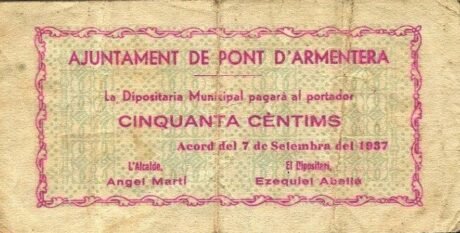 AJUNTAMENT DE PONT D'ARMENTERA
La Dipositaria Municipal pagarà al portador
CINQUANTA CÈNTIMS
Acord del 7 de Setembre del 1937
L'Alcalde, El Dipositari,
Angel Martí Ezequiel Abellà